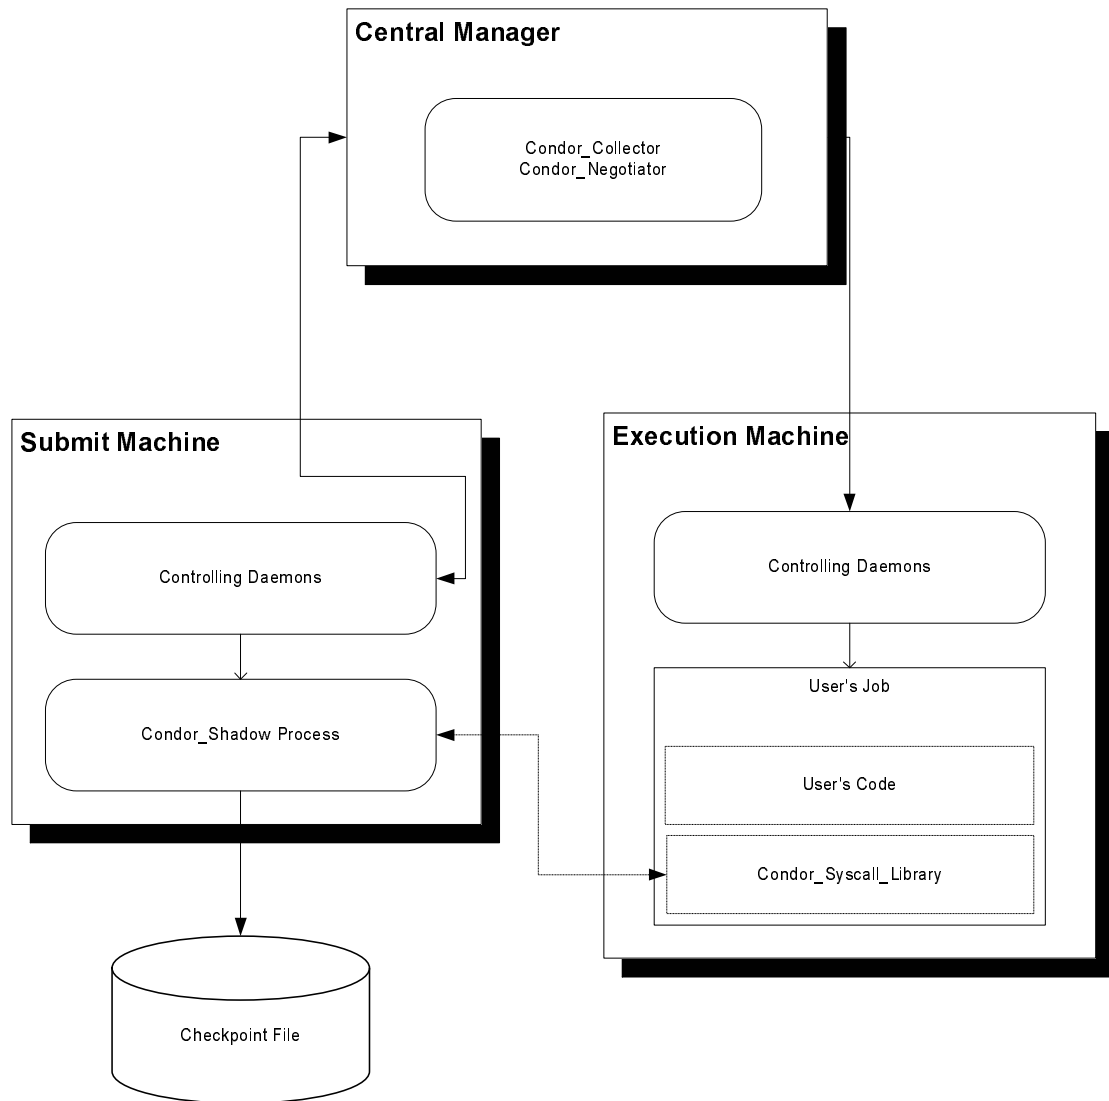 Central Manager
Condor_Collector
Condor_Negotiator
Submit Machine
Controlling Daemons
Condor_Shadow Process
Checkpoint File
Execution Machine
Controlling Daemons
User's Job
User's Code
Condor_Syscall_Library